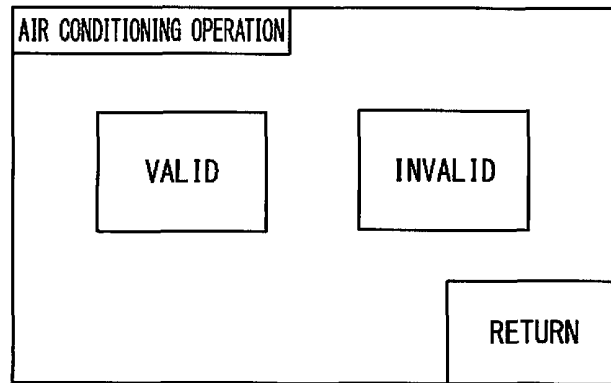 AIR CONDITIONING OPERATION
VALID
INVALID
RETURN